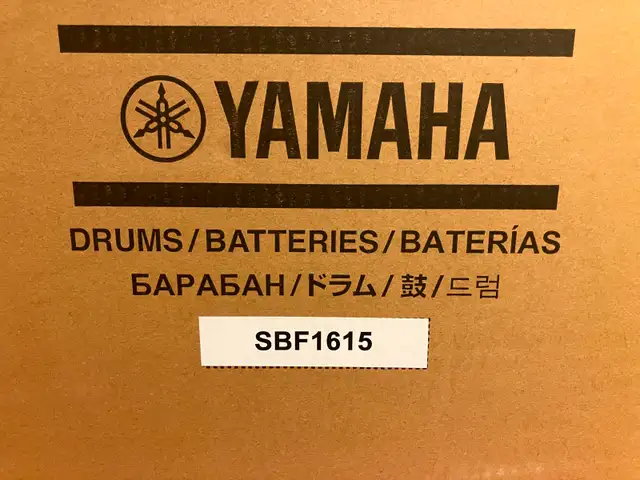 YAMAHA
DRUMS/BATTERIES/BATERÍAS
БАРАБАН/ドラム/鼓/드럼
SBF1615